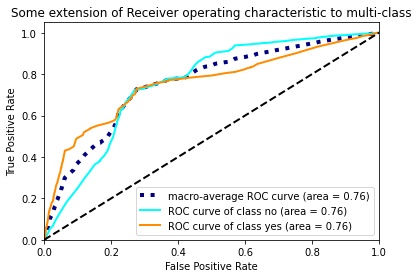 Some extension of Receiver operating characteristic to multi-class
True Positive Rate
1.0
0.8
0.6
0.4
0.2
0.0
macro-average ROC curve (area = 0.76)
ROC curve of class no (area = 0.76)
ROC curve of class yes (area = 0.76)
0.0 0.2 0.4 0.6 0.8 1.0
False Positive Rate